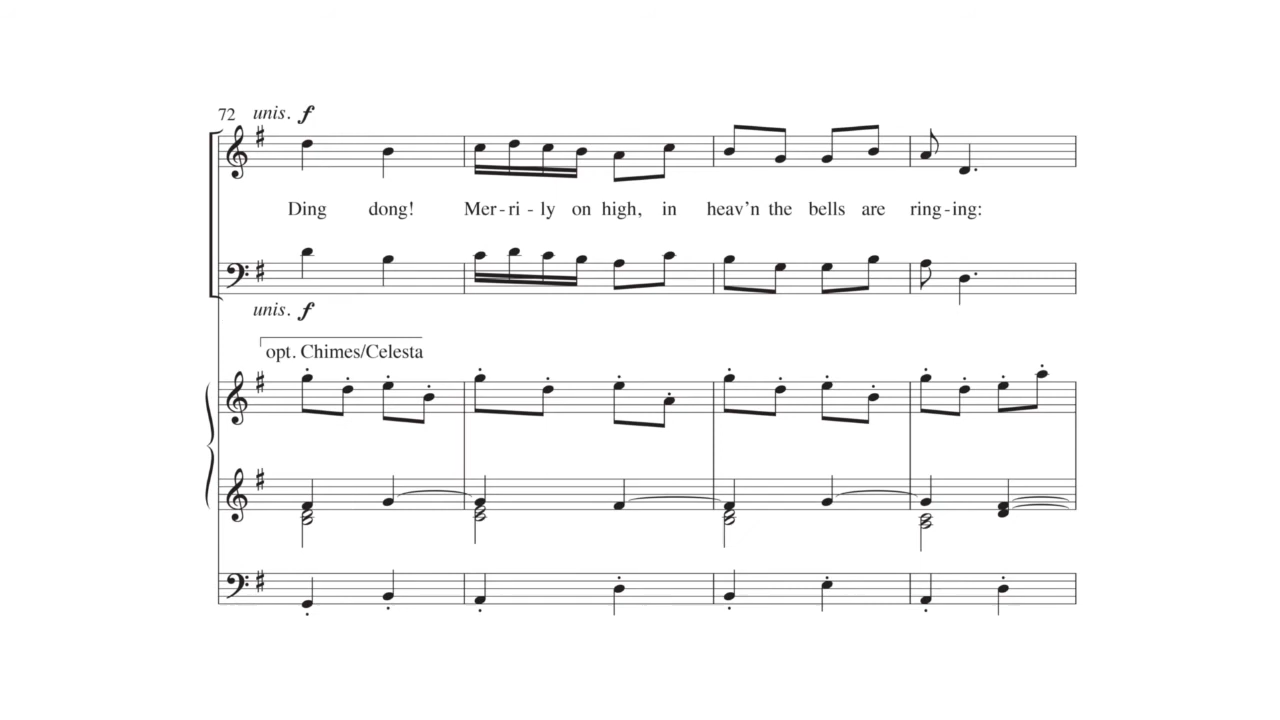 72 unis. f
Ding dong! Mer - ri - ly on high, in heav’n the bells are ring - ing:
unis. f
opt. Chimes/Celesta